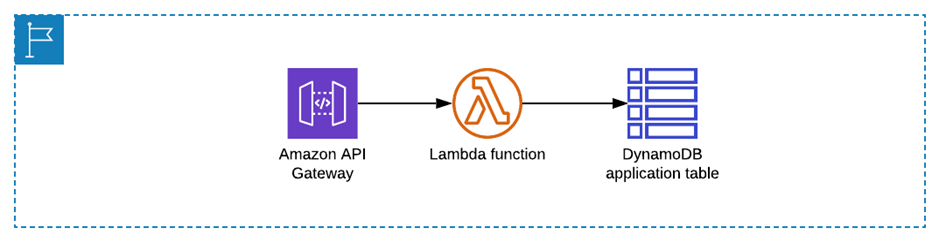 Amazon API
Gateway
Lambda function
DynamoDB
application table